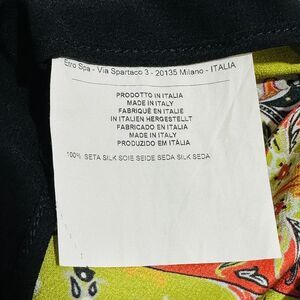 Etro Spa - Via Spartaco 3 - 20135 Milano - ITALIA
PRODOTTO IN ITALIA
MADE IN ITALY
FABRIQUÉ EN ITALIE
IN ITALIEN HERGESTELLT
FABRICADO EN ITALIA
MADE IN ITALY
PRODUZIDO EM ITÁLIA
100% SETA SILK SOIE SEIDE SEDA SILK SEDA